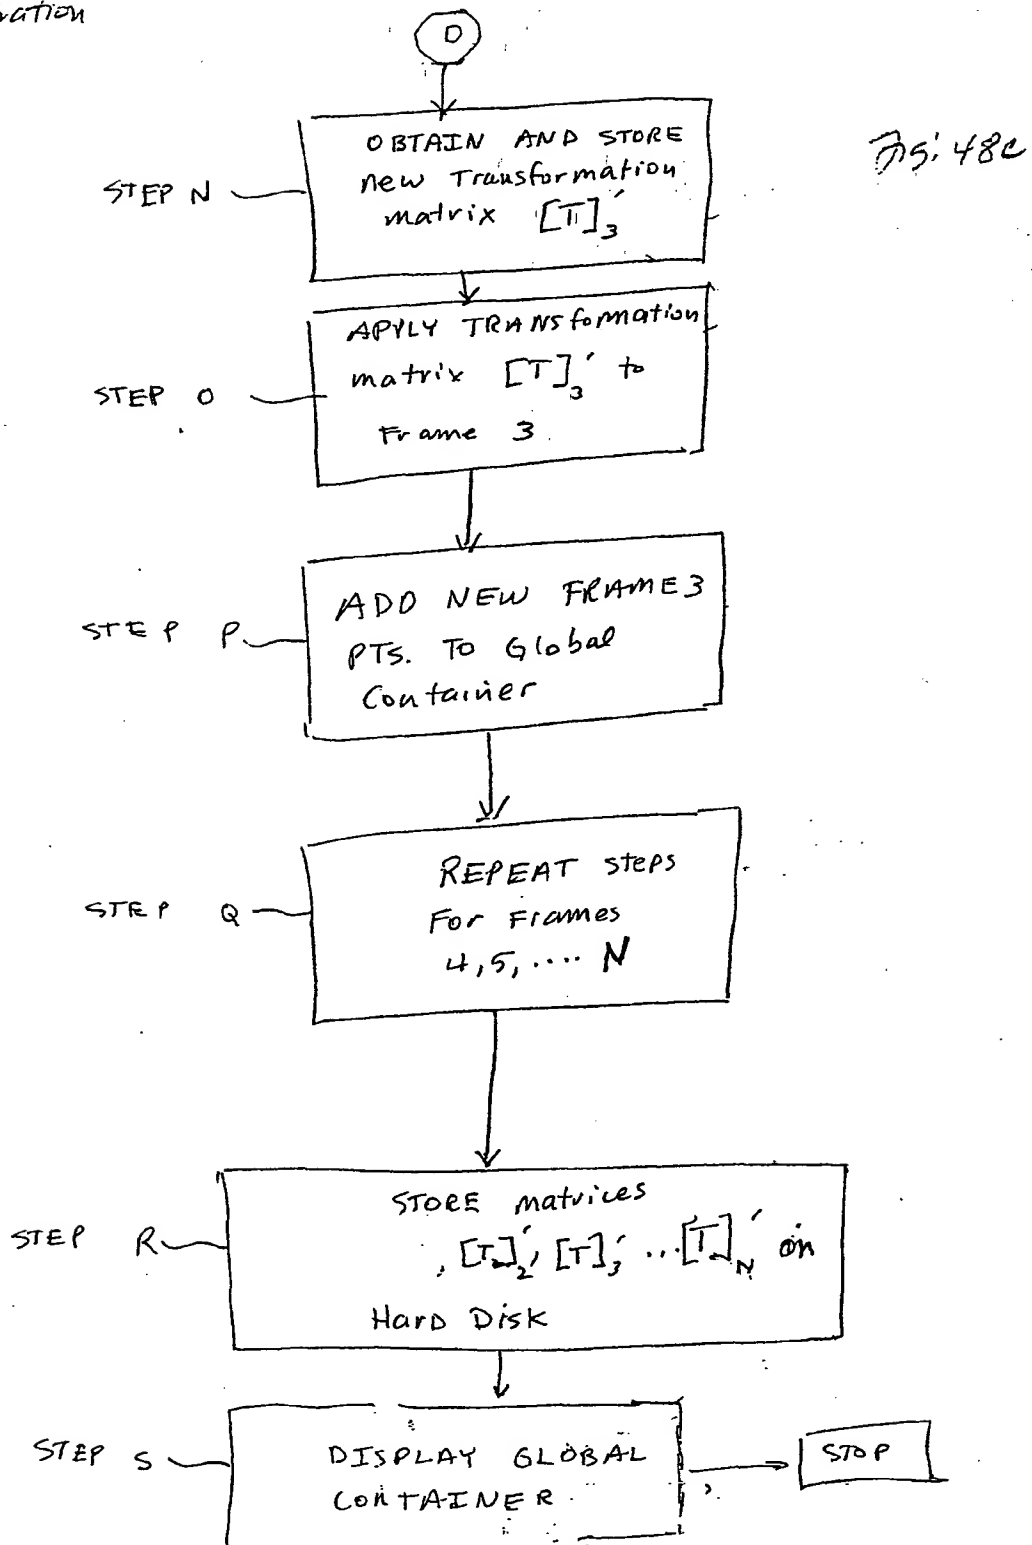 D
Fig. 48c
STEP N
OBTAIN AND STORE
new Transformation
matrix [T]₃′
STEP O
APPLY TRANSformation
matrix [T]₃′ to
Frame 3
STEP P
ADD NEW FRAME 3
PTS. TO Global
Container
STEP Q
REPEAT steps
For Frames
4, 5, .... N
STEP R
STORE matrices
, [T]₂′, [T]₃′ ... [T]N′ on
Hard Disk
STEP S
DISPLAY GLOBAL
CONTAINER
STOP